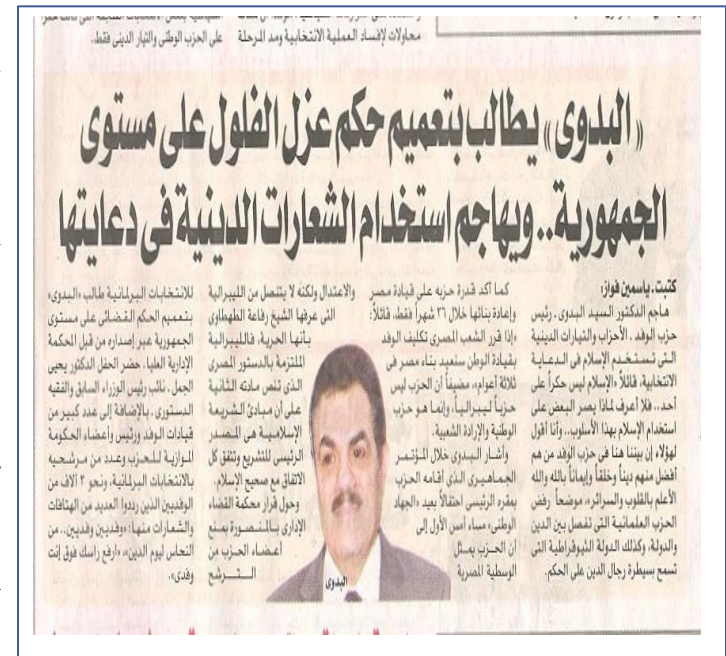 محاولات لإفساد العملية الانتخابية ومد المرحلة
على الحزب الوطنى والتيار الدينى فقط.
«البدوى» يطالب بتعميم حكم عزل الفلول على مستوى
الجمهورية.. ويهاجم استخدام الشعارات الدينية فى دعايتها
كتبت ـ ياسمين فواز:
هاجم الدكتور السيد البدوى ـ رئيس
حزب الوفد ـ الأحزاب والتيارات الدينية
التى تستخدم الإسلام فى الدعاية
الانتخابية، قائلاً: «الإسلام ليس حكراً على
أحد.. فلا أعرف لماذا يصر البعض على
استخدام الإسلام بهذا الأسلوب.. وأنا أقول
لهؤلاء إن بيننا هنا فى حزب الوفد من هم
أفضل منهم ديناً وخلقاً وإيماناً بالله والله
الأعلم بالقلوب والسرائر»، موضحاً رفض
الحزب العلمانية التى تفصل بين الدين
والدولة، وكذلك الدولة الثيوقراطية التى
تسمح بسيطرة رجال الدين على الحكم.
كما أكد قدرة حزبه على قيادة مصر
وإعادة بنائها خلال ٣٦ شهراً فقط، قائلاً:
«إذا قرر الشعب المصرى تكليف الوفد
بقيادة الوطن سنعيد بناء مصر فى
ثلاثة أعوام»، مضيفاً أن الحزب ليس
حزباً ليبرالياً، وإنما هو حزب
الوطنية والإرادة الشعبية.
وأشار البدوى خلال المؤتمر
الجماهيرى الذى أقامه الحزب
بمقره الرئيسى احتفالاً بعيد «الجهاد
الوطنى» مساء أمس الأول إلى
أن الحزب يمثل
الوسطية المصرية
والاعتدال ولكنه لا يتنصل من الليبرالية
التى عرفها الشيخ رفاعة الطهطاوى
بأنها الحرية، فالليبرالية
الملتزمة بالدستور المصرى
الذى تنص مادته الثانية
على أن مبادئ الشريعة
الإسلامية هى المصدر
الرئيسى للتشريع وتتفق كل
الاتفاق مع صحيح الإسلام.
وحول قرار محكمة القضاء
الإدارى بالمنصورة بمنع
أعضاء الحزب من
الترشح
البدوى
للانتخابات البرلمانية طالب «البدوى»
بتعميم الحكم القضائى على مستوى
الجمهورية عبر إصداره من قبل المحكمة
الإدارية العليا. حضر الحفل الدكتور يحيى
الجمل، نائب رئيس الوزراء السابق والفقيه
الدستورى، بالإضافة إلى عدد كبير من
قيادات الوفد ورئيس وأعضاء الحكومة
الموازية للحزب وعدد من مرشحيه
بالانتخابات البرلمانية، ونحو ٣ آلاف من
الوفديين الذين رددوا العديد من الهتافات
والشعارات منها: «وفديين وفديين.. من
النحاس ليوم الدين»، «ارفع راسك فوق إنت
وفدى».